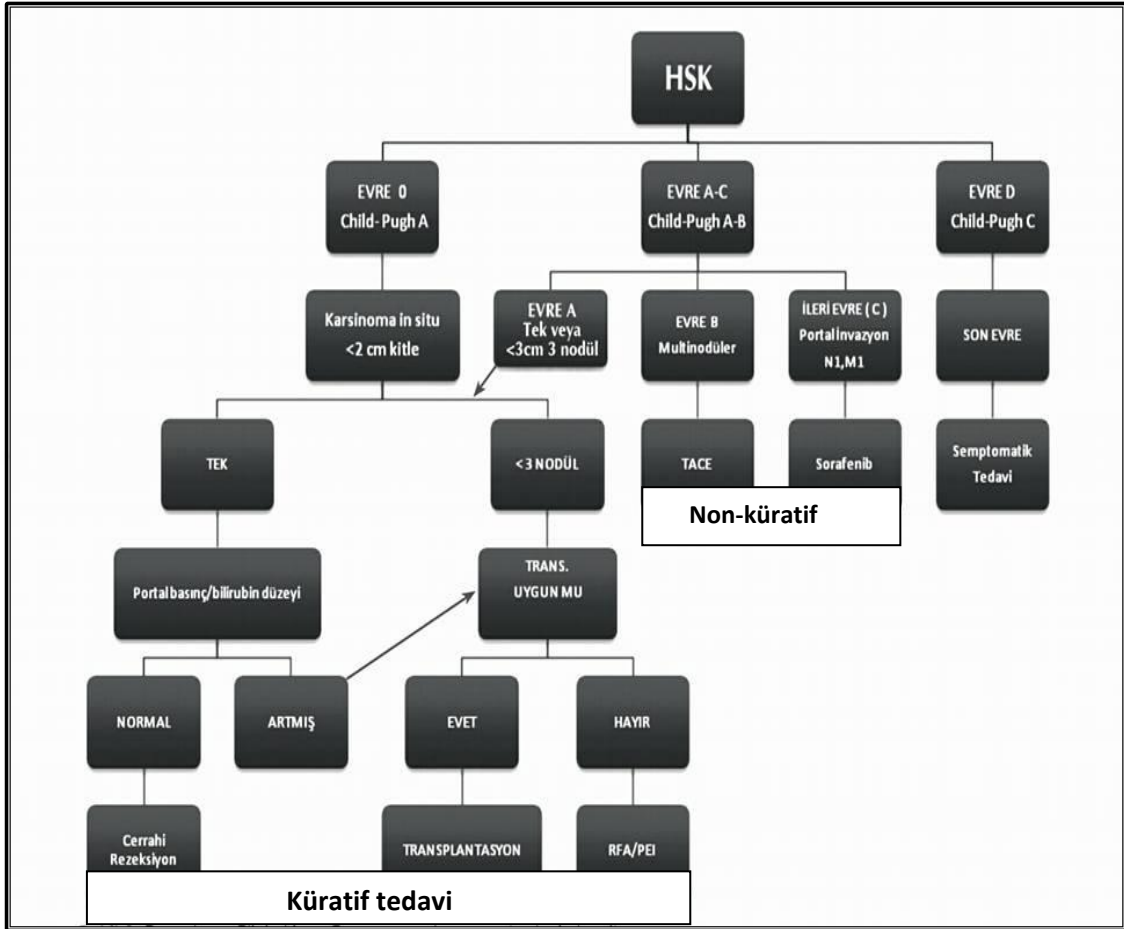 HSK
EVRE 0
Child- Pugh A
EVRE A-C
Child-Pugh A-B
EVRE D
Child-Pugh C
Karsinoma in situ
<2 cm kitle
EVRE A
Tek veya
<3cm 3 nodül
EVRE B
Multinodüler
İLERİ EVRE ( C )
Portal İnvazyon
N1,M1
SON EVRE
TEK
<3 NODÜL
TACE
Sorafenib
Semptomatik
Tedavi
Non-küratif
Portal basınç/bilirubin düzeyi
TRANS.
UYGUN MU
NORMAL
ARTMIŞ
EVET
HAYIR
Cerrahi
Rezeksiyon
TRANSPLANTASYON
RFA/PEI
Küratif tedavi